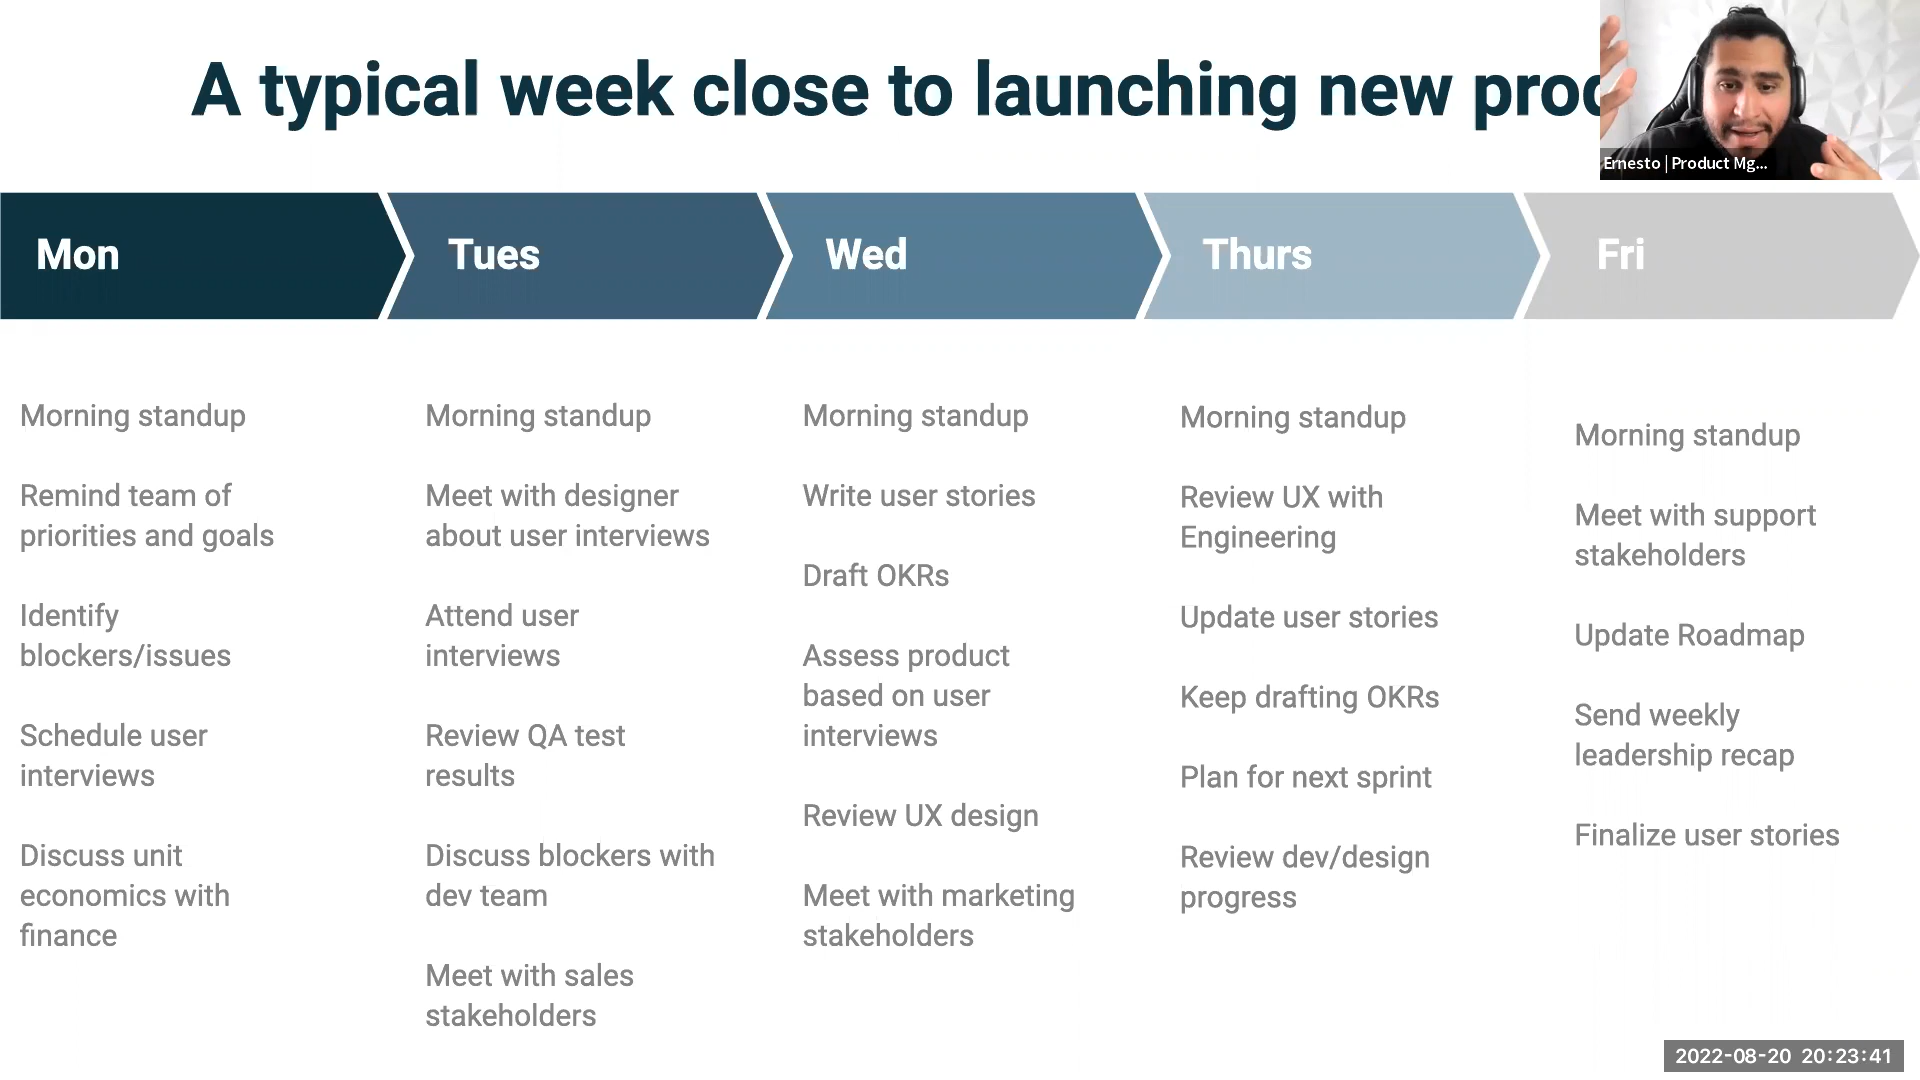 A typical week close to launching new
Ernesto | Product Mg...
Mon
Tues
Wed
Thurs
Fri
Morning standup
Remind team of
priorities and goals
Identify
blockers/issues
Schedule user
interviews
Discuss unit
economics with
finance
Morning standup
Meet with designer
about user interviews
Attend user
interviews
Review QA test
results
Discuss blockers with
dev team
Meet with sales
stakeholders
Morning standup
Write user stories
Draft OKRs
Assess product
based on user
interviews
Review UX design
Meet with marketing
stakeholders
Morning standup
Review UX with
Engineering
Update user stories
Keep drafting OKRs
Plan for next sprint
Review dev/design
progress
Morning standup
Meet with support
stakeholders
Update Roadmap
Send weekly
leadership recap
Finalize user stories
2022-08-20 20:23:41